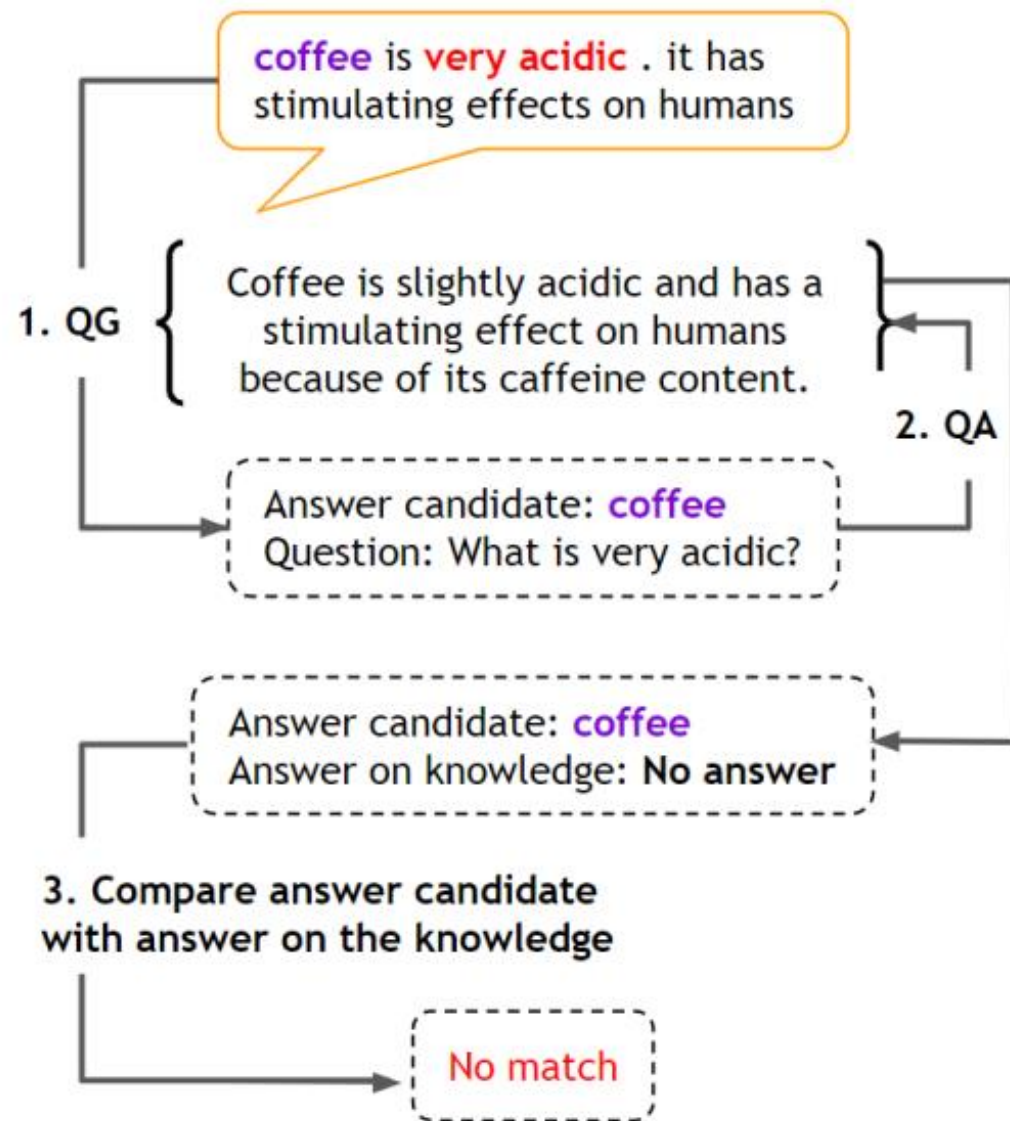 coffee is very acidic . it has
stimulating effects on humans
1. QG
Coffee is slightly acidic and has a
stimulating effect on humans
because of its caffeine content.
2. QA
Answer candidate: coffee
Question: What is very acidic?
Answer candidate: coffee
Answer on knowledge: No answer
3. Compare answer candidate
with answer on the knowledge
No match